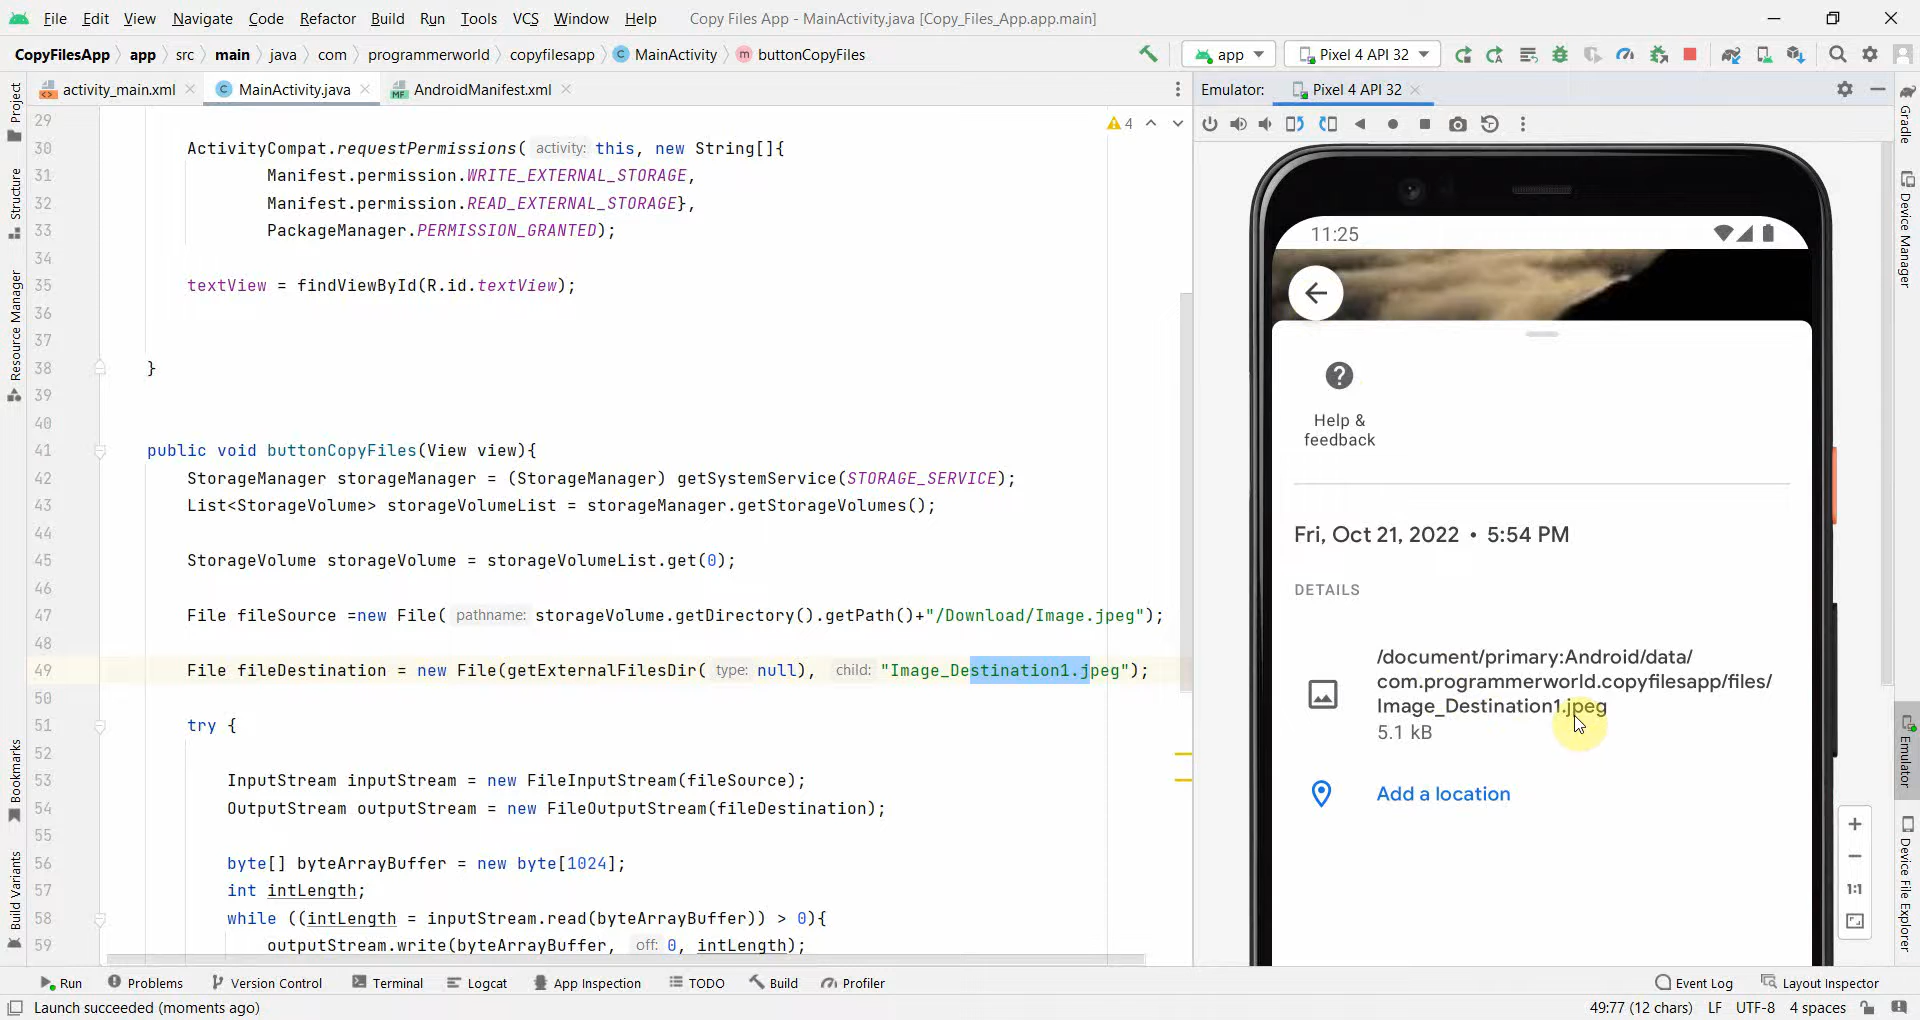 File Edit View Navigate Code Refactor Build Run Tools VCS Window Help Copy Files App - MainActivity.java [Copy_Files_App.app.main]
CopyFilesApp app src main java com programmerworld copyfilesapp C MainActivity m buttonCopyFiles app Pixel 4 API 32
activity_main.xml C MainActivity.java MF AndroidManifest.xml Emulator: Pixel 4 API 32
4
29
30 ActivityCompat.requestPermissions( activity: this, new String[]{
31 Manifest.permission.WRITE_EXTERNAL_STORAGE,
32 Manifest.permission.READ_EXTERNAL_STORAGE},
33 PackageManager.PERMISSION_GRANTED);
34
35 textView = findViewById(R.id.textView);
36
37
38 }
39
40
41 public void buttonCopyFiles(View view){
42 StorageManager storageManager = (StorageManager) getSystemService(STORAGE_SERVICE);
43 List<StorageVolume> storageVolumeList = storageManager.getStorageVolumes();
44
45 StorageVolume storageVolume = storageVolumeList.get(0);
46
47 File fileSource =new File( pathname: storageVolume.getDirectory().getPath()+"/Download/Image.jpeg");
48
49 File fileDestination = new File(getExternalFilesDir( type: null), child: "Image_Destination1.jpeg");
50
51 try {
52
53 InputStream inputStream = new FileInputStream(fileSource);
54 OutputStream outputStream = new FileOutputStream(fileDestination);
55
56 byte[] byteArrayBuffer = new byte[1024];
57 int intLength;
58 while ((intLength = inputStream.read(byteArrayBuffer)) > 0){
59 outputStream.write(byteArrayBuffer, off: 0, intLength);
Project
Structure
Resource Manager
Bookmarks
Build Variants
11:25
Help &
feedback
Fri, Oct 21, 2022 • 5:54 PM
DETAILS
/document/primary:Android/data/
com.programmerworld.copyfilesapp/files/
Image_Destination1.jpeg
5.1 kB
Add a location
1:1
Gradle
Device Manager
Emulator
Device File Explorer
Run Problems Version Control Terminal Logcat App Inspection TODO Build Profiler Event Log Layout Inspector
Launch succeeded (moments ago) 49:77 (12 chars) LF UTF-8 4 spaces